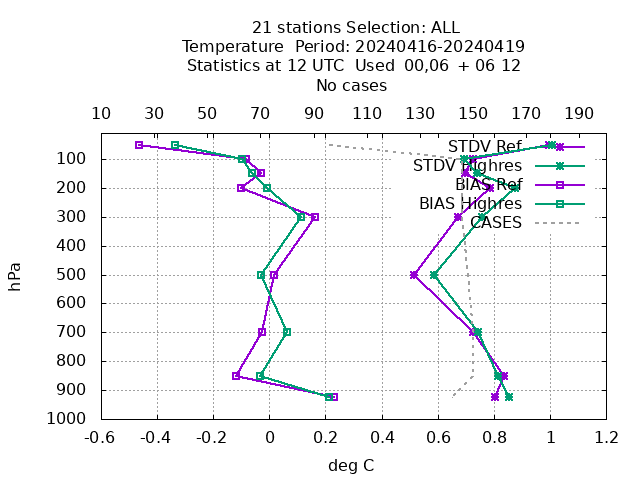 21 stations Selection: ALL
Temperature  Period: 20240416-20240419
Statistics at 12 UTC  Used  00,06  + 06 12
No cases
10 30 50 70 90 110 130 150 170 190
STDV Ref
STDV Highres
BIAS Ref
BIAS Highres
CASES
100
200
300
400
500
600
700
800
900
1000
hPa
-0.6 -0.4 -0.2 0 0.2 0.4 0.6 0.8 1 1.2
deg C